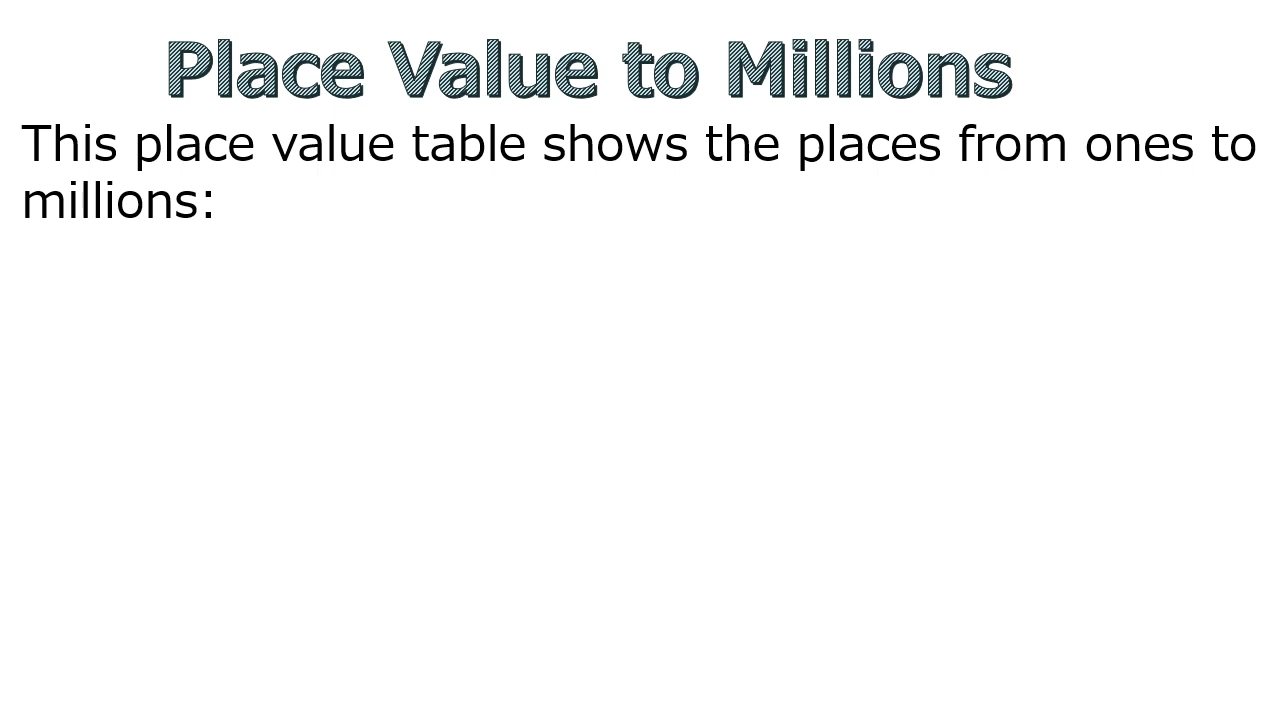 Place Value to Millions
This place value table shows the places from ones to
millions: